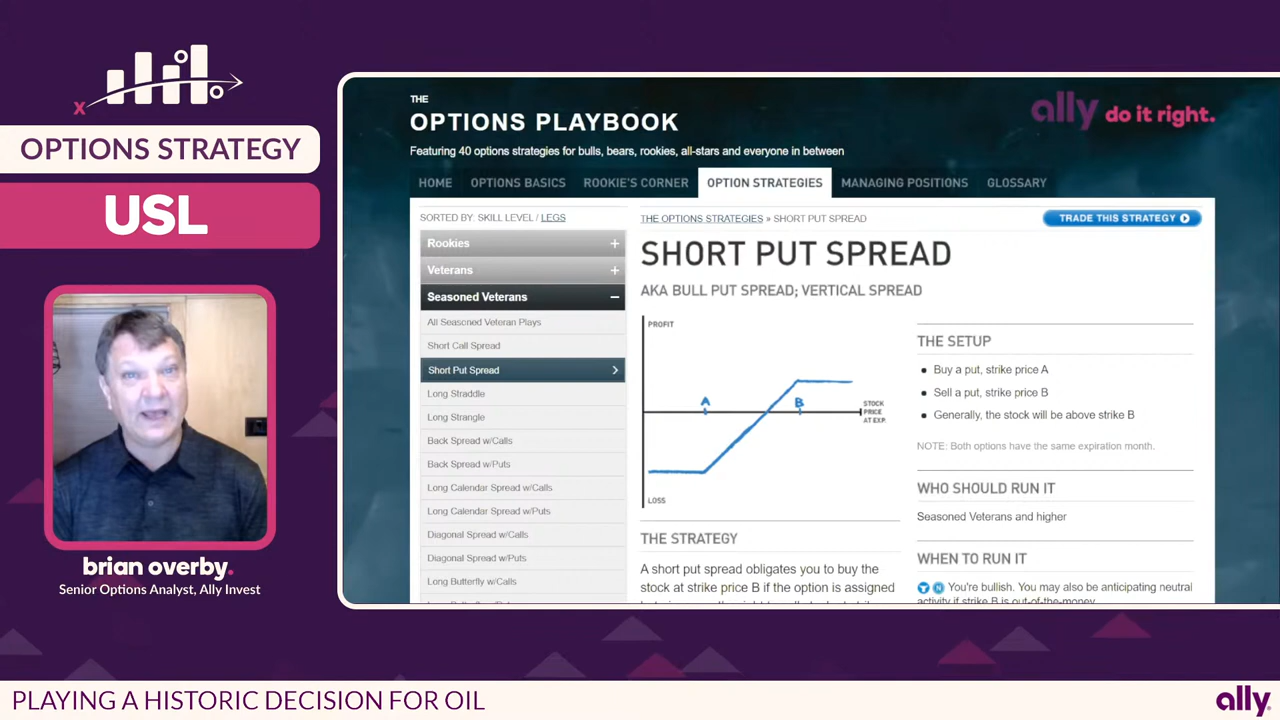 OPTIONS STRATEGY
USL
brian overby.
Senior Options Analyst, Ally Invest
THE
OPTIONS PLAYBOOK
Featuring 40 options strategies for bulls, bears, rookies, all-stars and everyone in between
ally do it right.
HOME OPTIONS BASICS ROOKIE'S CORNER OPTION STRATEGIES MANAGING POSITIONS GLOSSARY
SORTED BY: SKILL LEVEL / LEGS
Rookies +
Veterans +
Seasoned Veterans –
All Seasoned Veteran Plays
Short Call Spread
Short Put Spread
Long Straddle
Long Strangle
Back Spread w/Calls
Back Spread w/Puts
Long Calendar Spread w/Calls
Long Calendar Spread w/Puts
Diagonal Spread w/Calls
Diagonal Spread w/Puts
Long Butterfly w/Calls
THE OPTIONS STRATEGIES » SHORT PUT SPREAD
TRADE THIS STRATEGY
SHORT PUT SPREAD
AKA BULL PUT SPREAD; VERTICAL SPREAD
PROFIT
A
B
STOCK
PRICE
AT EXP.
LOSS
THE STRATEGY
A short put spread obligates you to buy the
stock at strike price B if the option is assigned
THE SETUP
Buy a put, strike price A
Sell a put, strike price B
Generally, the stock will be above strike B
NOTE: Both options have the same expiration month.
WHO SHOULD RUN IT
Seasoned Veterans and higher
WHEN TO RUN IT
You're bullish. You may also be anticipating neutral
activity if strike B is out-of-the-money
PLAYING A HISTORIC DECISION FOR OIL
ally